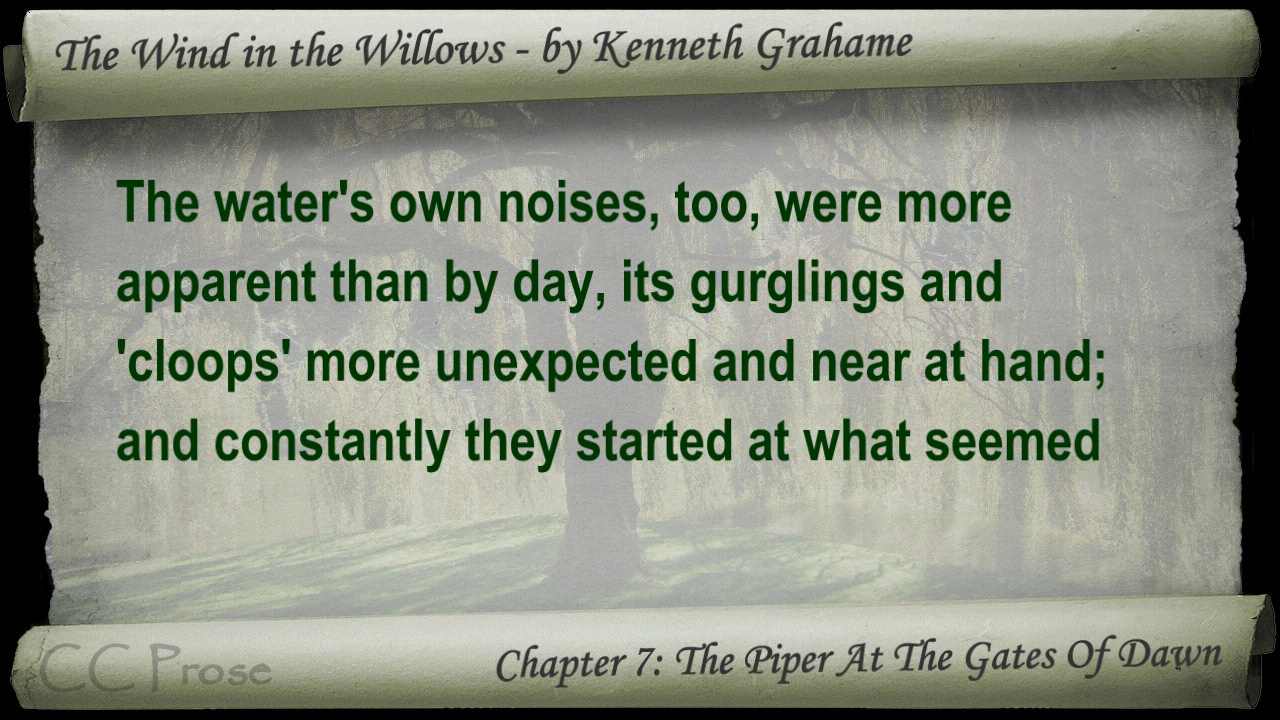 The Wind in the Willows - by Kenneth Grahame
The water's own noises, too, were more
apparent than by day, its gurglings and
'cloops' more unexpected and near at hand;
and constantly they started at what seemed
CC Prose
Chapter 7: The Piper At The Gates Of Dawn